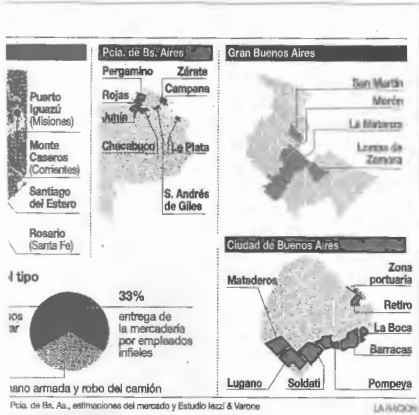 Puerto
Iguazú
(Misiones)
Monte
Caseros
(Corrientes)
Santiago
del Estero
Rosario
(Santa Fe)
Pcia. de Bs. Aires
Pergamino
Zárate
Rojas
Campana
Junín
Chacabuco
La Plata
S. Andrés
de Giles
Gran Buenos Aires
San Martín
Morón
La Matanza
Lomas de
Zamora
l tipo
33%
entrega de
la mercadería
por empleados
infieles
os
ar
ano armada y robo del camión
Ciudad de Buenos Aires
Mataderos
Zona
portuaria
Retiro
La Boca
Barracas
Lugano
Soldati
Pompeya
Pcia. de Bs. As., estimaciones del mercado y Estudio Iezzi & Varone
LA NACION